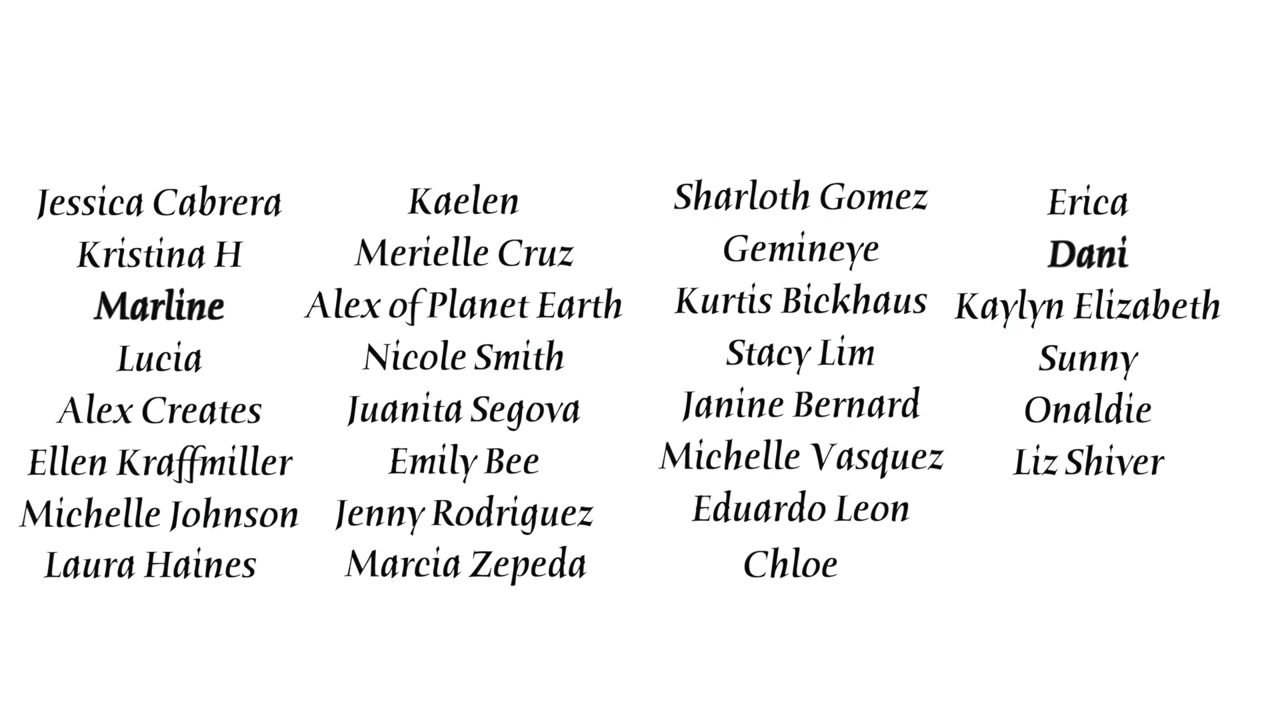 Jessica Cabrera
Kristina H
Marline
Lucia
Alex Creates
Ellen Kraffmiller
Michelle Johnson
Laura Haines
Kaelen
Merielle Cruz
Alex of Planet Earth
Nicole Smith
Juanita Segova
Emily Bee
Jenny Rodriguez
Marcia Zepeda
Sharloth Gomez
Gemineye
Kurtis Bickhaus
Stacy Lim
Janine Bernard
Michelle Vasquez
Eduardo Leon
Chloe
Erica
Dani
Kaylyn Elizabeth
Sunny
Onaldie
Liz Shiver